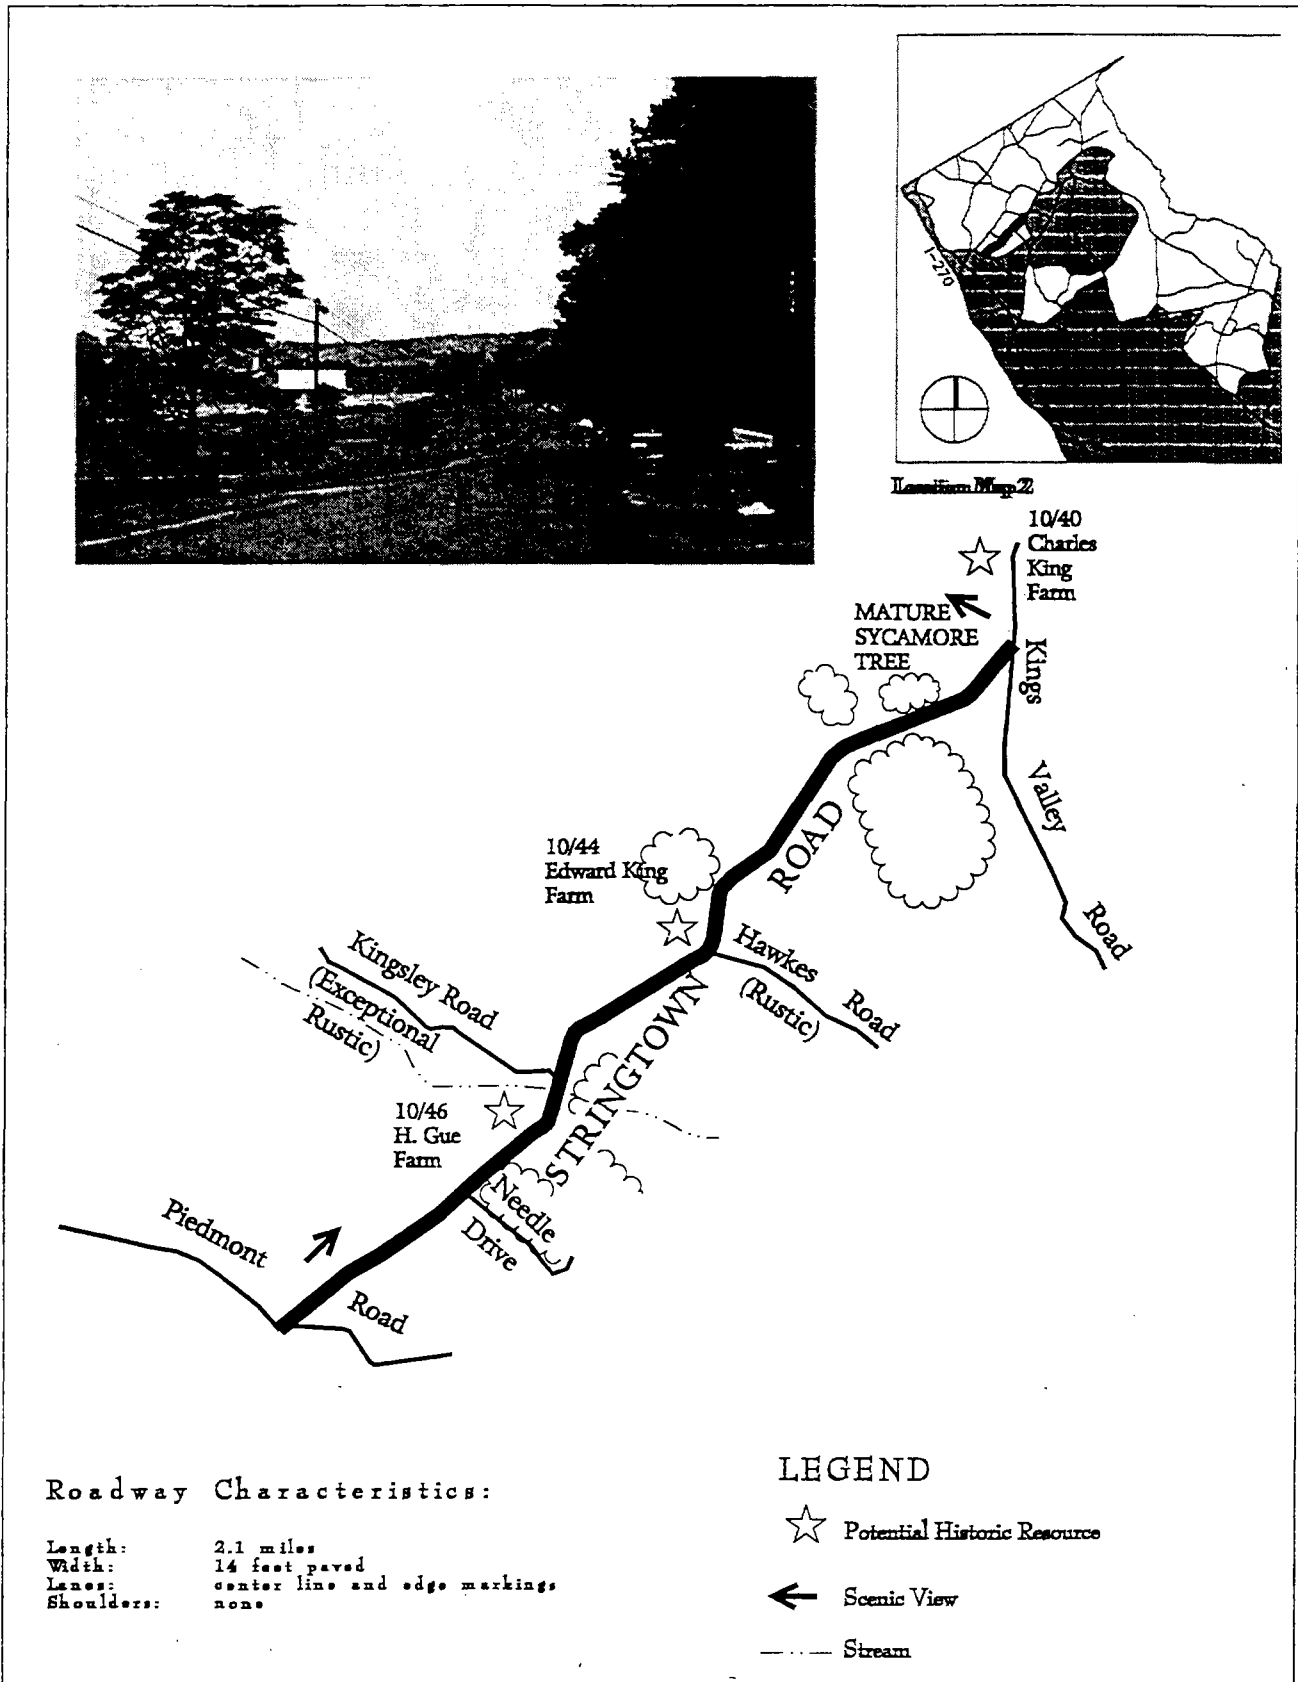 I-270
Location Map 2
10/40
Charles
King
Farm
MATURE
SYCAMORE
TREE
Kings
Valley
Road
ROAD
10/44
Edward King
Farm
Hawkes
Road
(Rustic)
Kingsley Road
(Exceptional
Rustic)
STRINGTOWN
10/46
H. Gue
Farm
Needle
Drive
Piedmont
Road
Roadway Characteristics:
Length: 2.1 miles
Width: 14 feet paved
Lanes: center line and edge markings
Shoulders: none
LEGEND
Potential Historic Resource
Scenic View
Stream